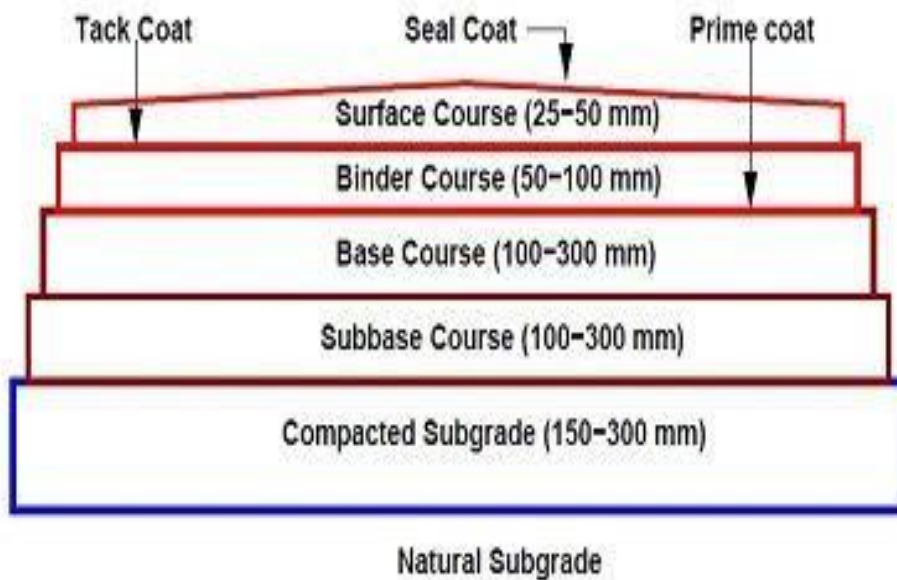 Tack Coat
Seal Coat
Prime coat
Surface Course (25-50 mm)
Binder Course (50-100 mm)
Base Course (100-300 mm)
Subbase Course (100-300 mm)
Compacted Subgrade (150-300 mm)
Natural Subgrade